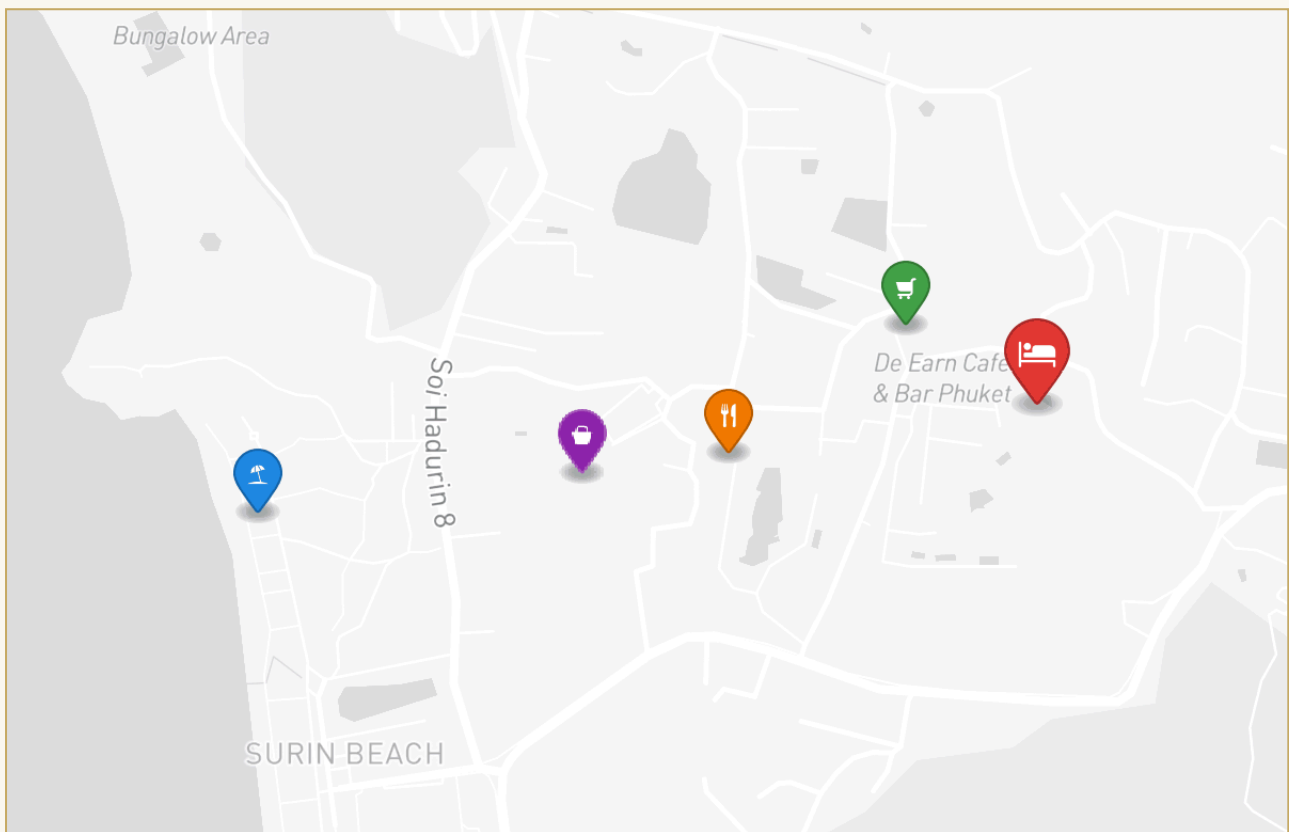 Bungalow Area
Soi Hadurin 8
De Earn Cafe
& Bar Phuket
SURIN BEACH